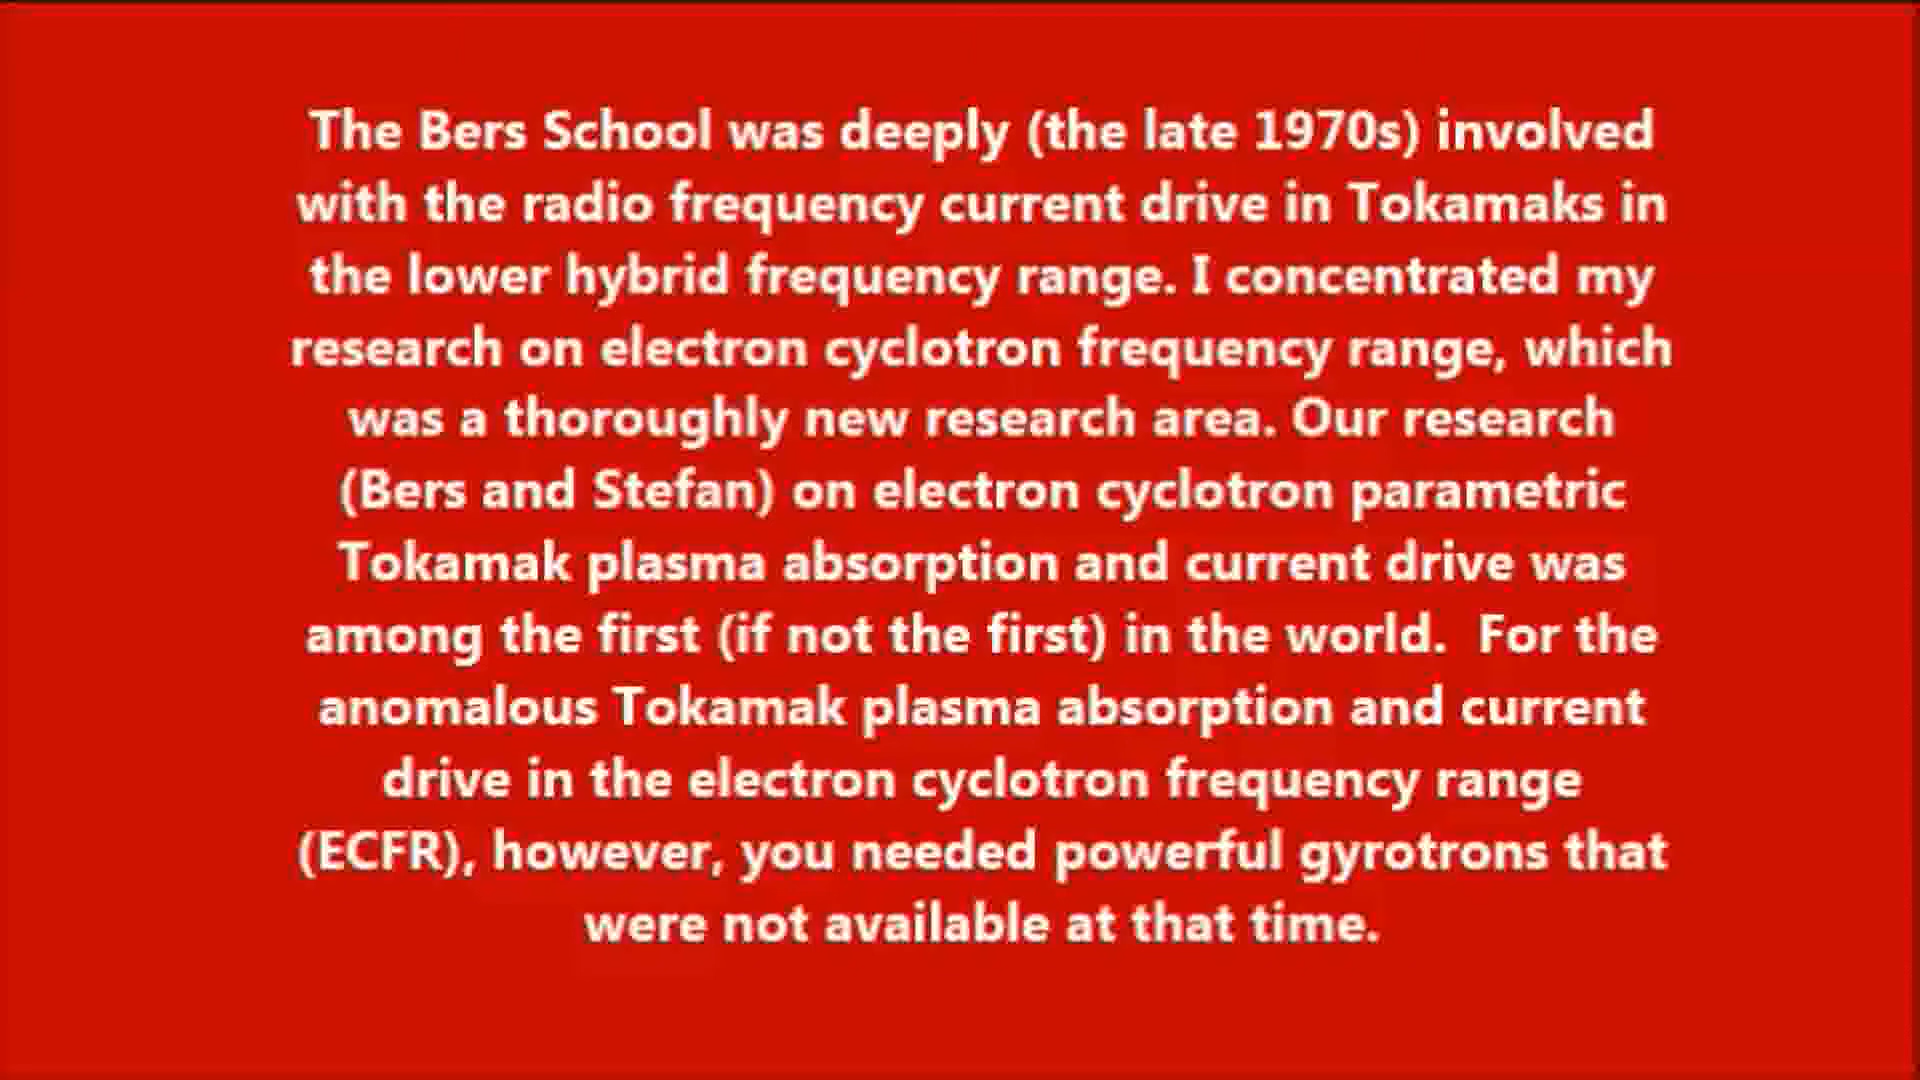 The Bers School was deeply (the late 1970s) involved
with the radio frequency current drive in Tokamaks in
the lower hybrid frequency range. I concentrated my
research on electron cyclotron frequency range, which
was a thoroughly new research area. Our research
(Bers and Stefan) on electron cyclotron parametric
Tokamak plasma absorption and current drive was
among the first (if not the first) in the world.  For the
anomalous Tokamak plasma absorption and current
drive in the electron cyclotron frequency range
(ECFR), however, you needed powerful gyrotrons that
were not available at that time.